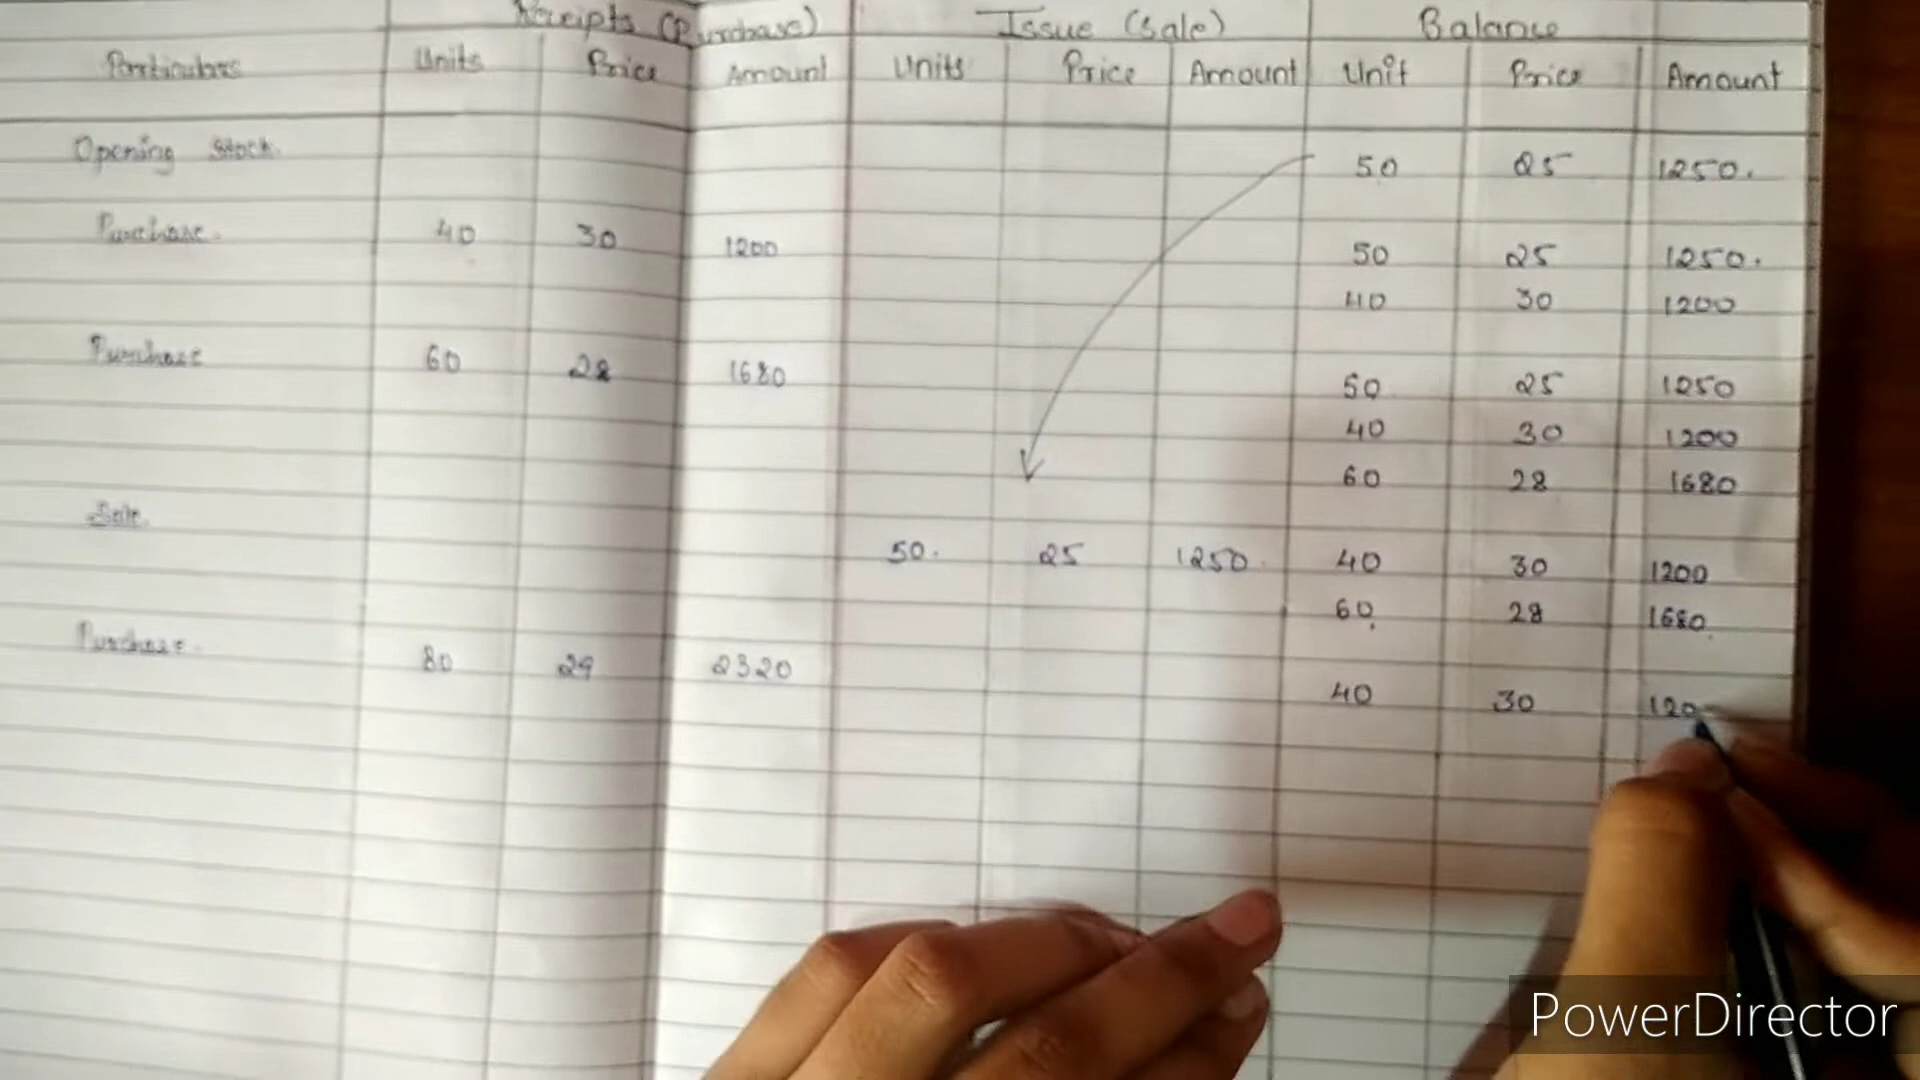 Receipts (Purchase) Issue (Sale) Balance
Particulars Units Price Amount Units Price Amount Unit Price Amount
Opening Stock. 50 25 1250.
Purchase. 40 30 1200 50 25 1250.
40 30 1200
Purchase 60 28 1680 50 25 1250
40 30 1200
60 28 1680
Sale 50. 25 1250. 40 30 1200
60 28 1680
Purchase. 80 29 2320 40 30 120
PowerDirector